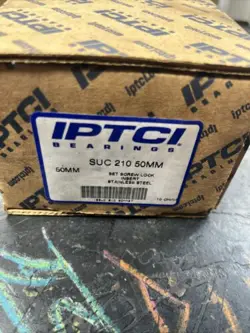 IPTCI
BEARINGS
SUC 210 50MM
50MM
SET SCREW LOCK
INSERT
STAINLESS STEEL